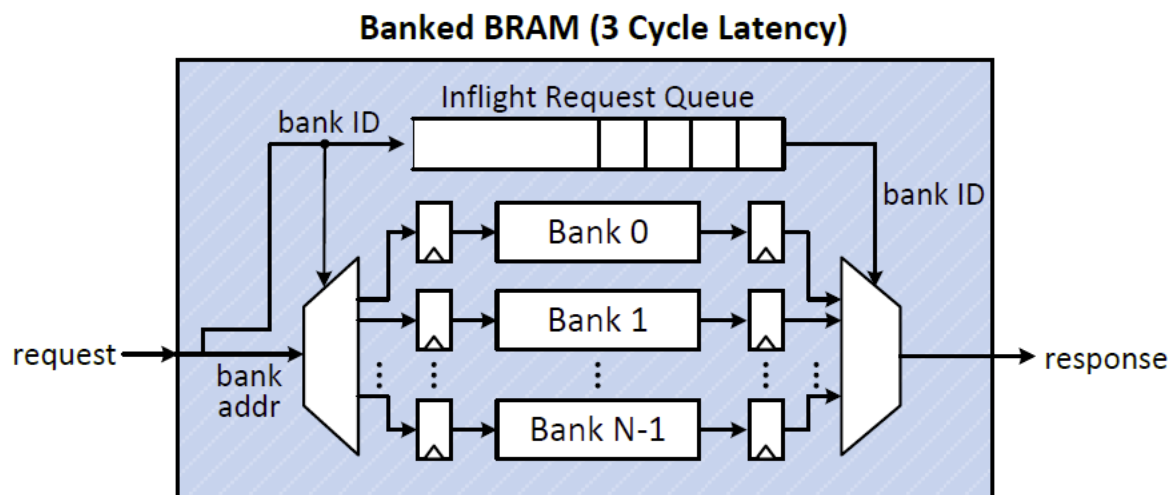 Banked BRAM (3 Cycle Latency)
Inflight Request Queue
bank ID
bank ID
Bank 0
Bank 1
request
response
bank
addr
Bank N-1